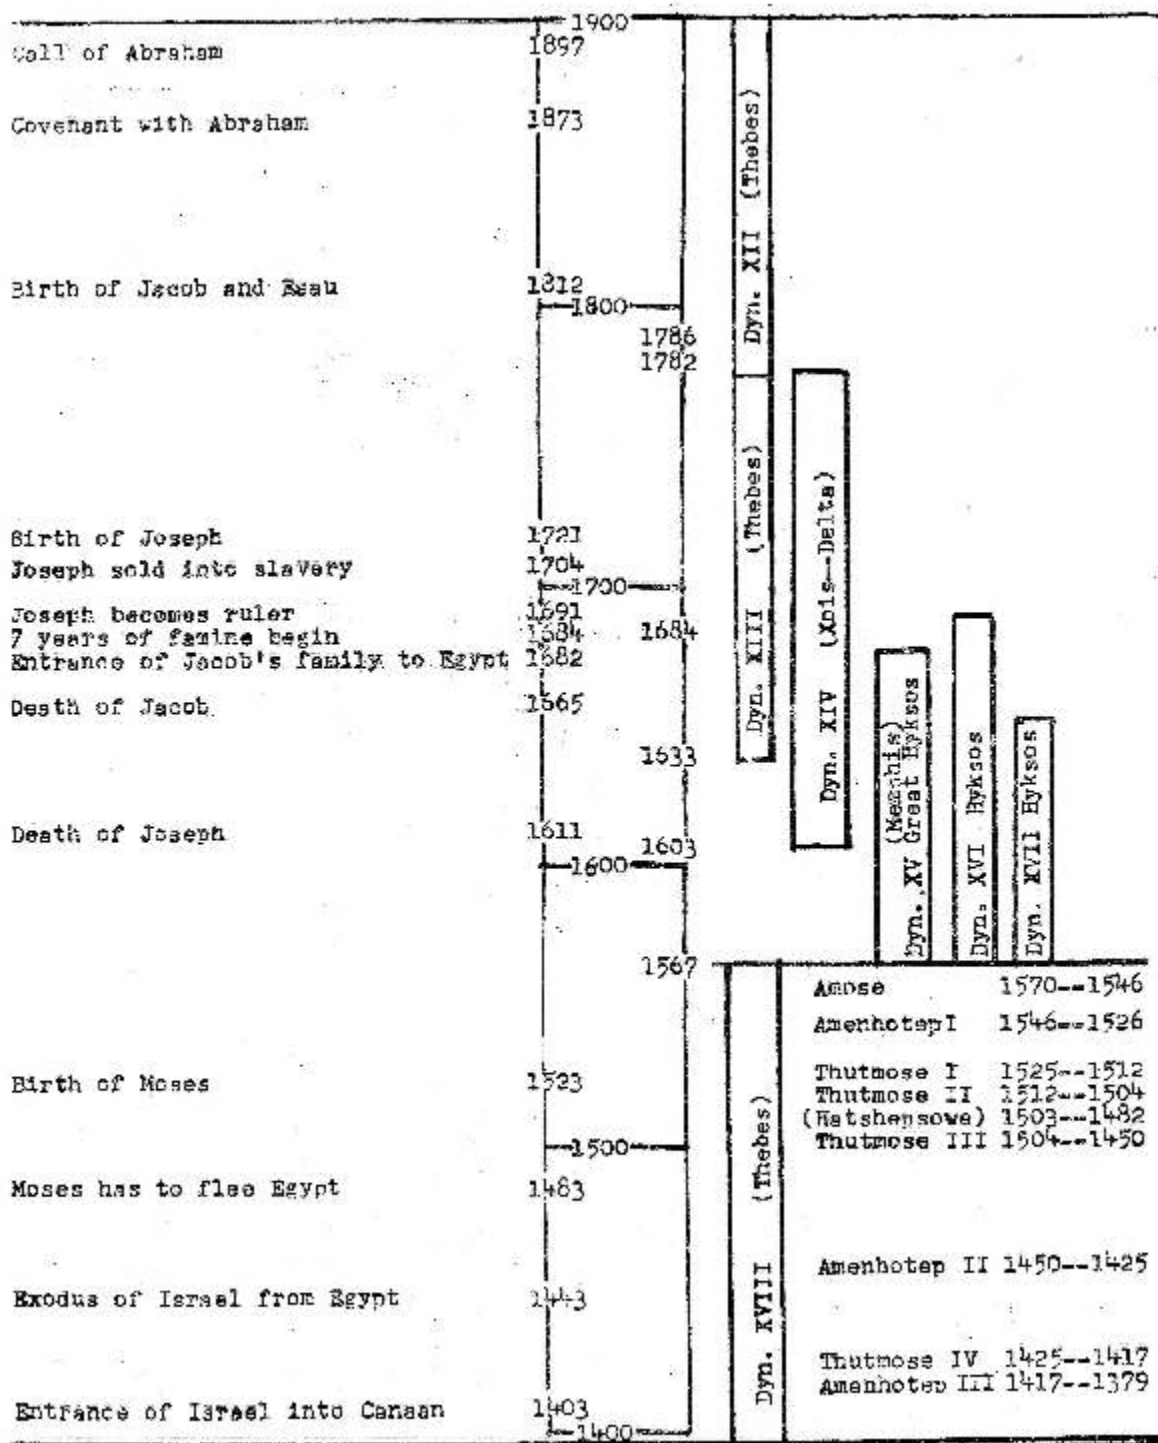 1900
Call of Abraham 1897
Covenant with Abraham 1873
Dyn. XII (Thebes)
Birth of Jacob and Esau 1812
1800
1786
1782
Dyn. XIII (Thebes)
Dyn. XIV (Xois--Delta)
Birth of Joseph 1721
Joseph sold into slavery 1704
1700
Joseph becomes ruler 1691
7 years of famine begin 1684 1684
Entrance of Jacob's family to Egypt 1682
Death of Jacob 1665
1633
(Memphis)
Dyn. XV Great Hyksos
Dyn. XVI Hyksos
Dyn. XVII Hyksos
Death of Joseph 1611
1603
1600
1567
Amose 1570--1546
Amenhotep I 1546--1526
Birth of Moses 1523
Thutmose I 1525--1512
Thutmose II 1512--1504
(Hatshepsowe) 1503--1482
Thutmose III 1504--1450
1500
Dyn. XVIII (Thebes)
Moses has to flee Egypt 1483
Amenhotep II 1450--1425
Exodus of Israel from Egypt 1443
Thutmose IV 1425--1417
Amenhotep III 1417--1379
Entrance of Israel into Canaan 1403
1400